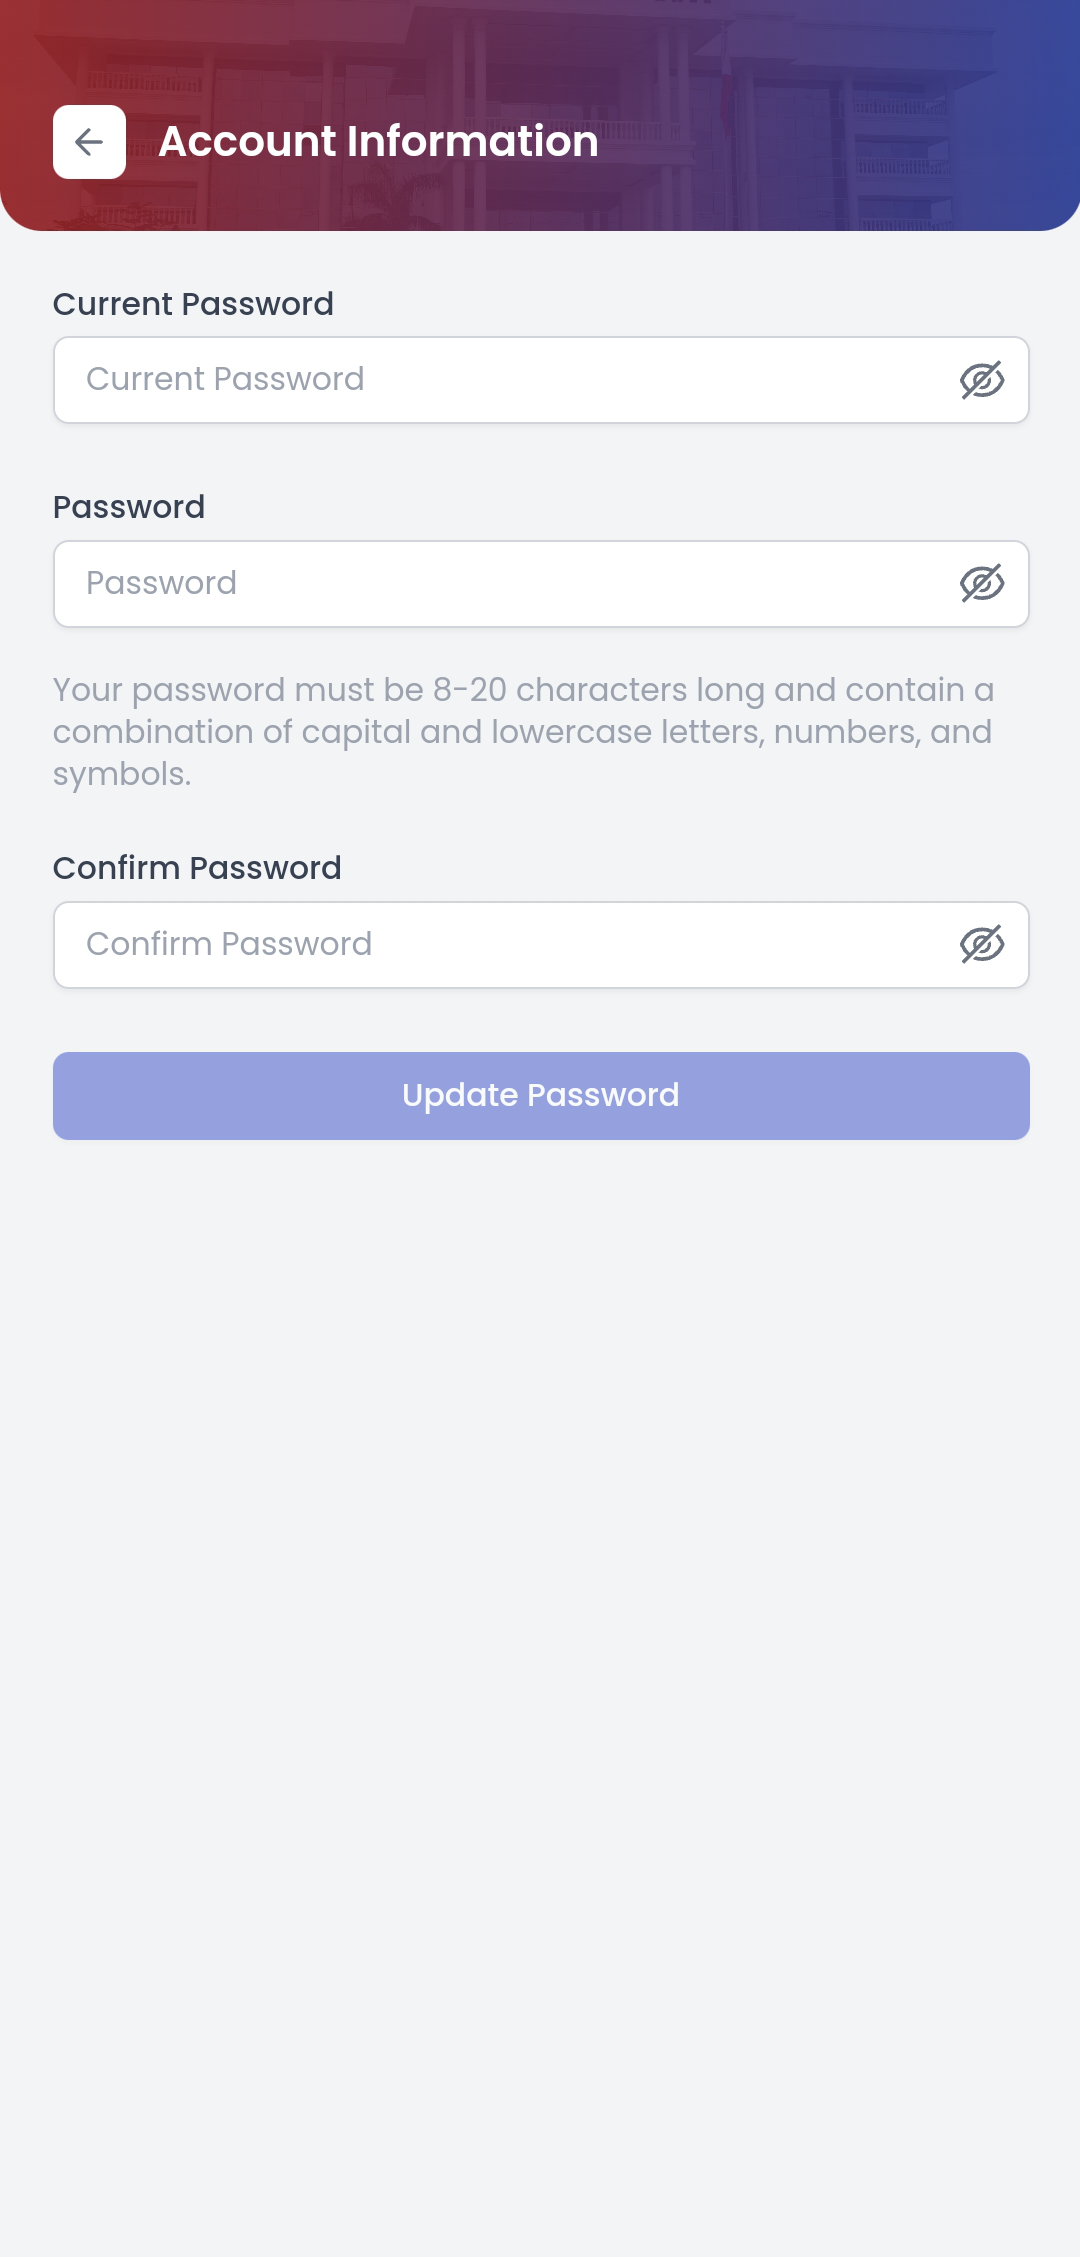 Account Information
Current Password
Current Password
Password
Password
Your password must be 8-20 characters long and contain a
combination of capital and lowercase letters, numbers, and
symbols.
Confirm Password
Confirm Password
Update Password